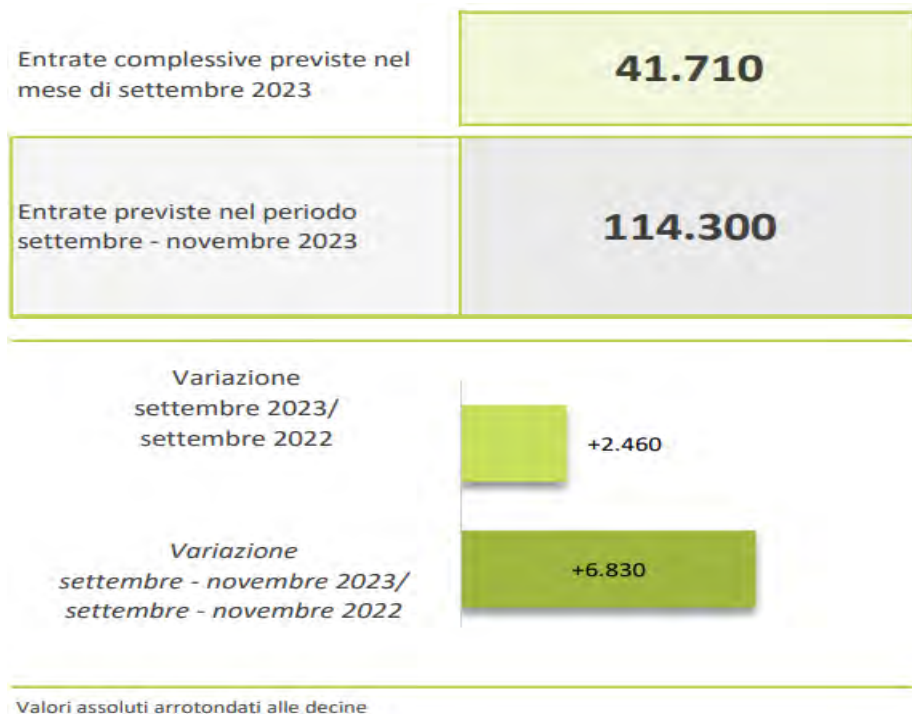 Entrate complessive previste nel
mese di settembre 2023
41.710
Entrate previste nel periodo
settembre - novembre 2023
114.300
Variazione
settembre 2023/
settembre 2022
+2.460
Variazione
settembre - novembre 2023/
settembre - novembre 2022
+6.830
Valori assoluti arrotondati alle decine